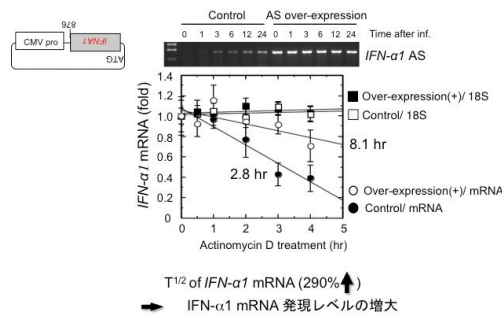 Control AS over-expression
0 1 3 6 12 24 0 1 3 6 12 24 Time after inf.
IFN-α1 AS
876
CMV pro IFNA1
ATG
IFN-α1 mRNA (fold)
1.4
1.2
1.0
0.8
0.6
0.4
0.2
0
0 1 2 3 4 5
Actinomycin D treatment (hr)
2.8 hr
8.1 hr
Over-expression(+)/ 18S
Control/ 18S
Over-expression(+)/ mRNA
Control/ mRNA
T1/2 of IFN-α1 mRNA (290%↑)
➡ IFN-α1 mRNA 発現レベルの増大